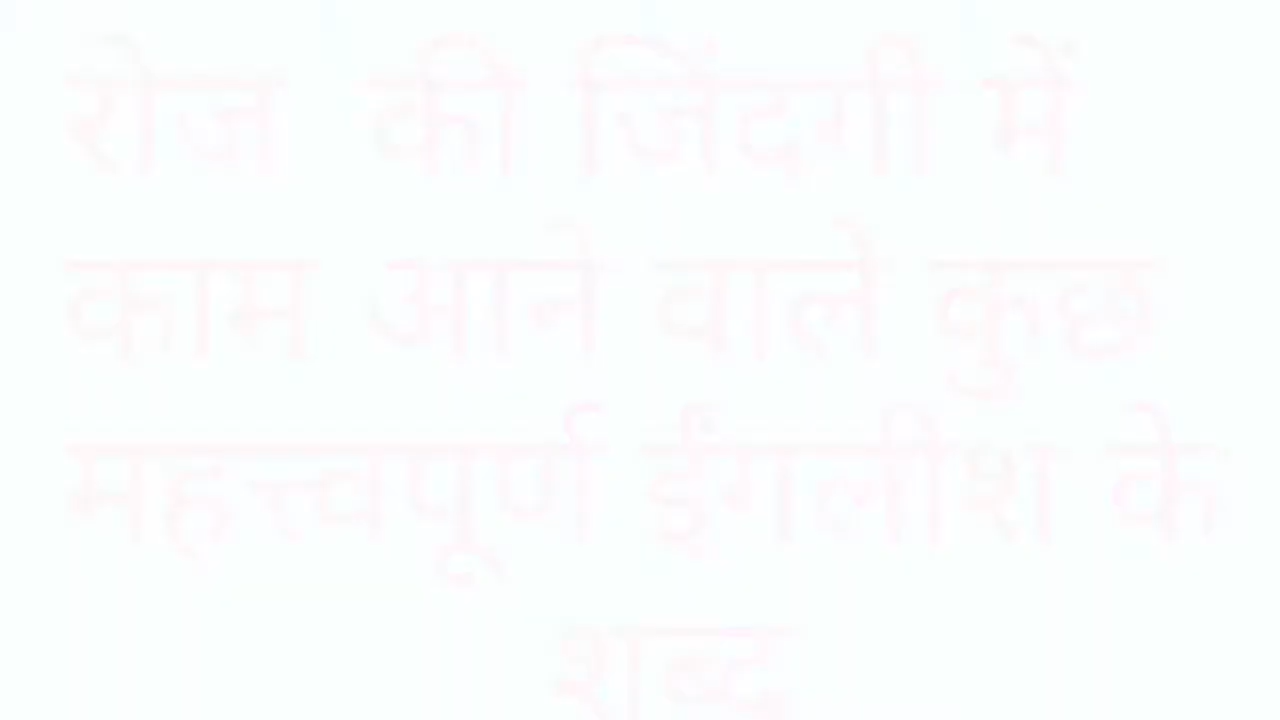 रोज की जिंदगी में
काम आने वाले कुछ
महत्त्वपूर्ण ईंगलीश के
शब्द